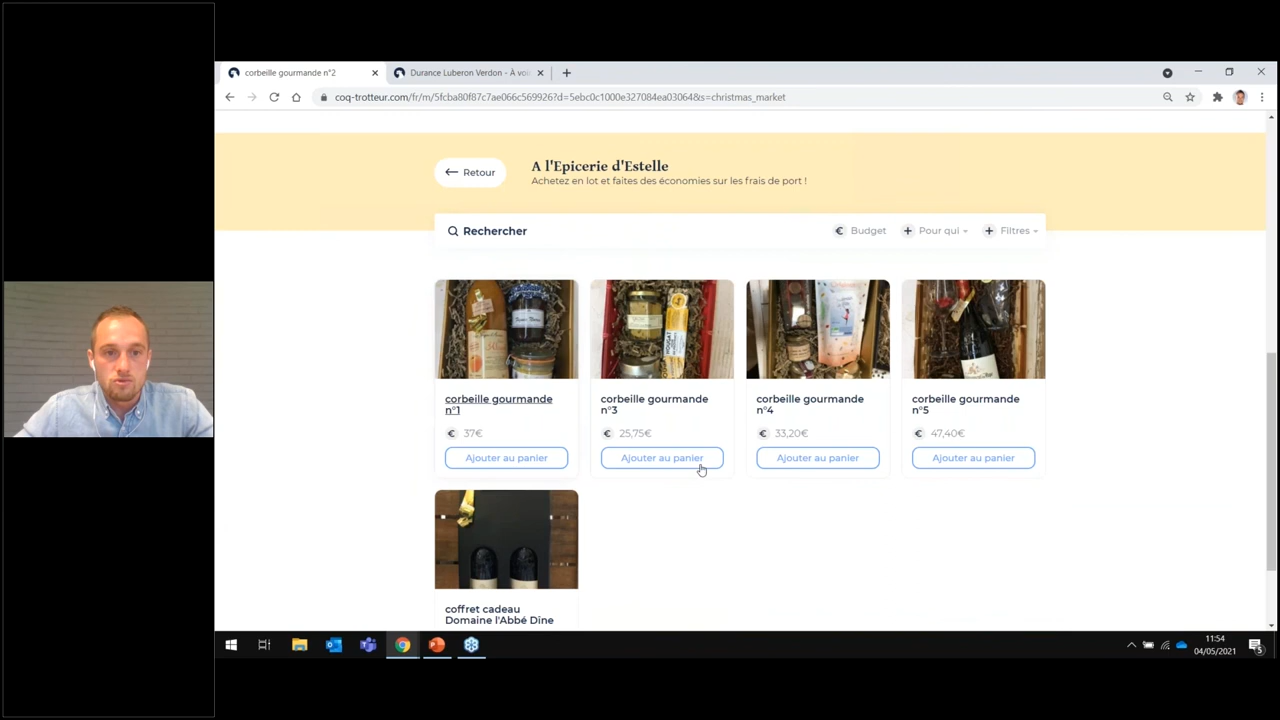 corbeille gourmande n°2
Durance Luberon Verdon - À voi
coq-trotteur.com/fr/m/5fcba80f87c7ae066c569926?d=5ebc0c1000e327084ea03064&s=christmas_market
Retour
A l'Epicerie d'Estelle
Achetez en lot et faites des économies sur les frais de port !
Rechercher
€ Budget
+ Pour qui
+ Filtres
NOUGAT
corbeille gourmande
n°1
€ 37€
Ajouter au panier
corbeille gourmande
n°3
€ 25,75€
Ajouter au panier
corbeille gourmande
n°4
€ 33,20€
Ajouter au panier
corbeille gourmande
n°5
€ 47,40€
Ajouter au panier
coffret cadeau
Domaine l'Abbé Dîne
11:54
04/05/2021
5